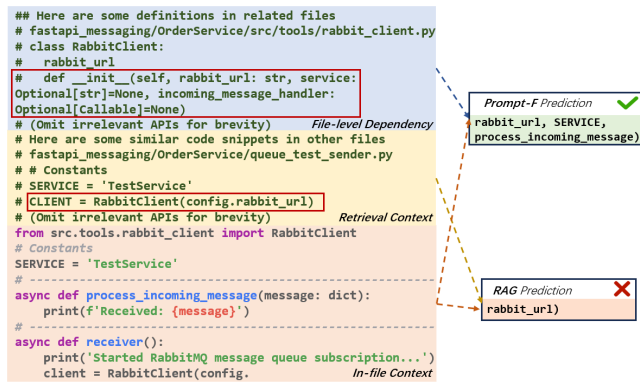 ## Here are some definitions in related files
# fastapi_messaging/OrderService/src/tools/rabbit_client.py
# class RabbitClient:
#   rabbit_url
#   def __init__(self, rabbit_url: str, service:
Optional[str]=None, incoming_message_handler:
Optional[Callable]=None)
# (Omit irrelevant APIs for brevity)
File-level Dependency
# Here are some similar code snippets in other files
# fastapi_messaging/OrderService/queue_test_sender.py
# # Constants
# SERVICE = 'TestService'
# CLIENT = RabbitClient(config.rabbit_url)
# (Omit irrelevant APIs for brevity)
Retrieval Context
from src.tools.rabbit_client import RabbitClient
# Constants
SERVICE = 'TestService'
# ---------------------------------------------------
async def process_incoming_message(message: dict):
    print(f'Received: {message}')
# ---------------------------------------------------
async def receiver():
    print('Started RabbitMQ message queue subscription...')
    client = RabbitClient(config.
In-file Context
Prompt-F Prediction
rabbit_url, SERVICE,
process_incoming_message)
RAG Prediction
rabbit_url)